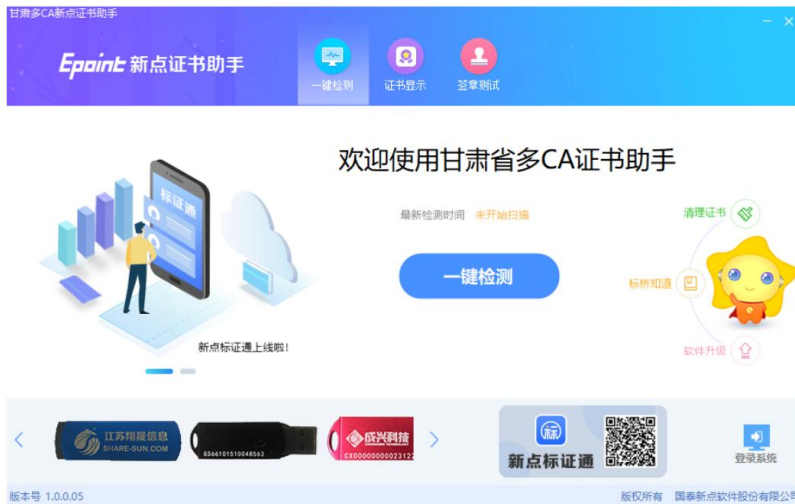 甘肃多CA新点证书助手
Epoint 新点证书助手
一键检测
证书显示
签章测试
欢迎使用甘肃省多CA证书助手
最新检测时间 未开始扫描
一键检测
清理证书
标桥知道
软件升级
标证通
新点标证通上线啦!
江苏翔晟信息
SHARE-SUN.COM
GS66101510048563
成兴科技
CX00000000023122
标
新点标证通
登录系统
版本号 1.0.0.05
版权所有 国泰新点软件股份有限公司